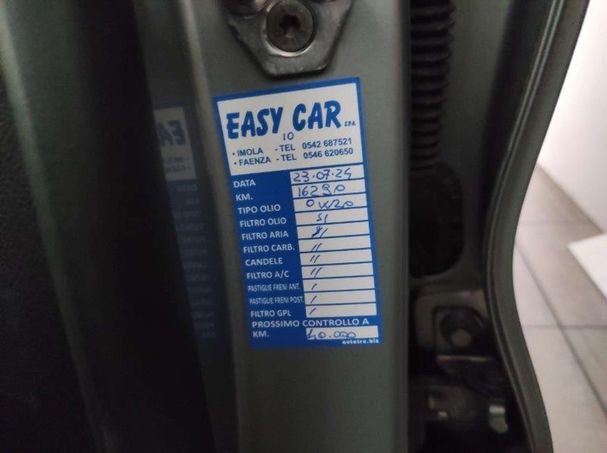 EASY CAR S.P.A.
10
· IMOLA - TEL 0542 687521
· FAENZA - TEL 0546 620650
DATA 23-07-24
KM. 16290
TIPO OLIO 0W20
FILTRO OLIO SI
FILTRO ARIA
FILTRO CARB. //
CANDELE //
FILTRO A/C //
PASTIGLIE FRENI ANT. /
PASTIGLIE FRENI POST. /
FILTRO GPL /
PROSSIMO CONTROLLO A
KM. 40.000
autotre.biz